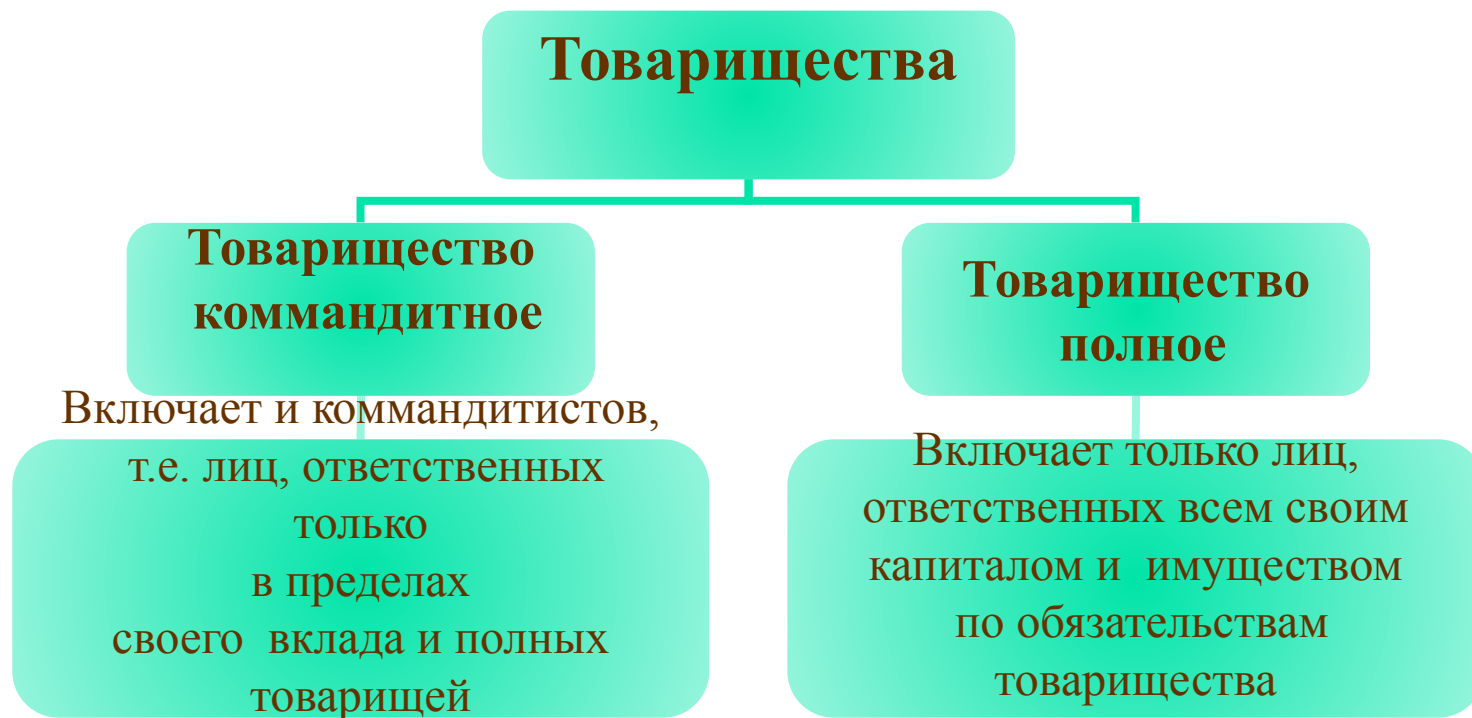 Товарищества
Товарищество
коммандитное
Включает и коммандитистов,
т.е. лиц, ответственных
только
в пределах
своего вклада и полных
товарищей
Товарищество
полное
Включает только лиц,
ответственных всем своим
капиталом и имуществом
по обязательствам
товарищества